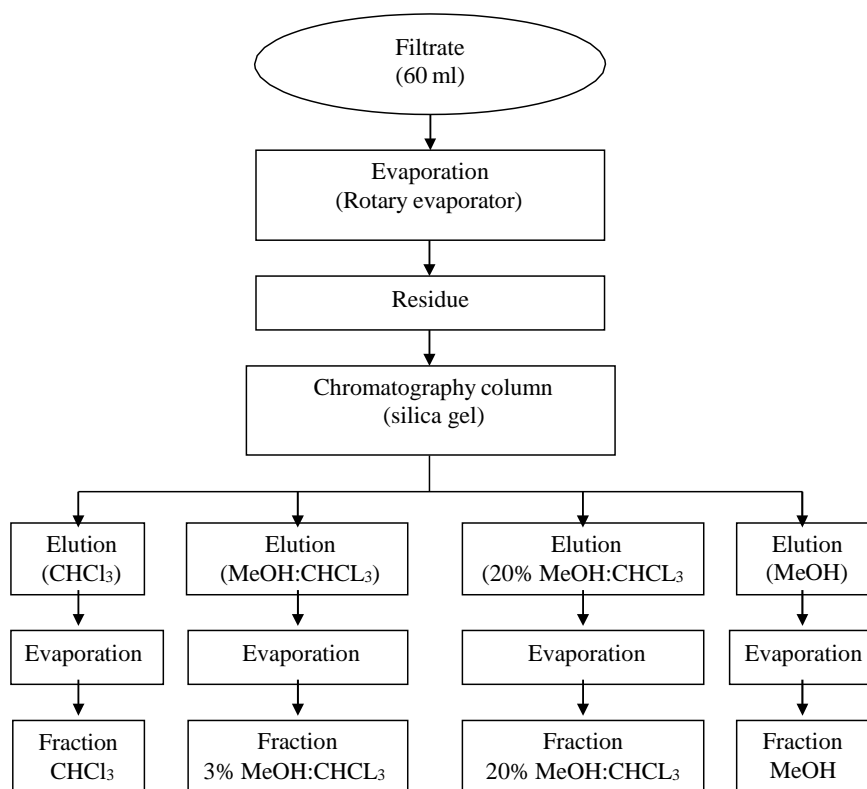 Filtrate
(60 ml)
Evaporation
(Rotary evaporator)
Residue
Chromatography column
(silica gel)
Elution
(CHCl₃)
Elution
(MeOH:CHCL₃)
Elution
(20% MeOH:CHCL₃
Elution
(MeOH)
Evaporation
Evaporation
Evaporation
Evaporation
Fraction
CHCl₃
Fraction
3% MeOH:CHCL₃
Fraction
20% MeOH:CHCL₃
Fraction
MeOH